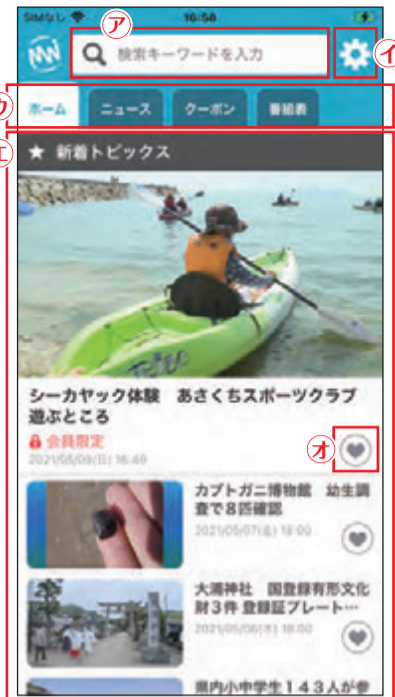 SIMなし 16:58
ア
MW 検索キーワードを入力
イ
ウ
ホーム ニュース クーポン 番組表
エ
★ 新着トピックス
シーカヤック体験 あさくちスポーツクラブ
遊ぶところ
会員限定
2021/05/09(日) 16:49
オ
カブトガニ博物館 幼生調
査で8匹確認
2021/05/07(金) 18:00
大浦神社 国登録有形文化
財3件 登録証プレート…
2021/05/06(木) 18:00
県内小中学生143人が参